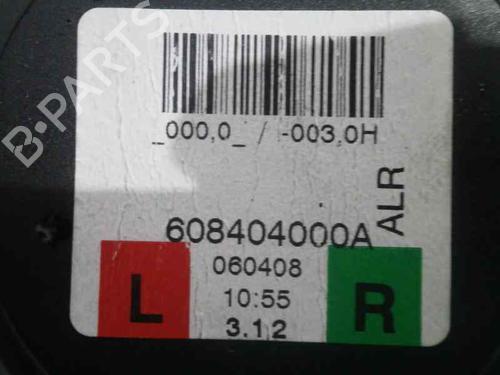 _000,0_ / -003,0H
608404000A
ALR
060408
10:55
3.1.2
L
R
B-PARTS